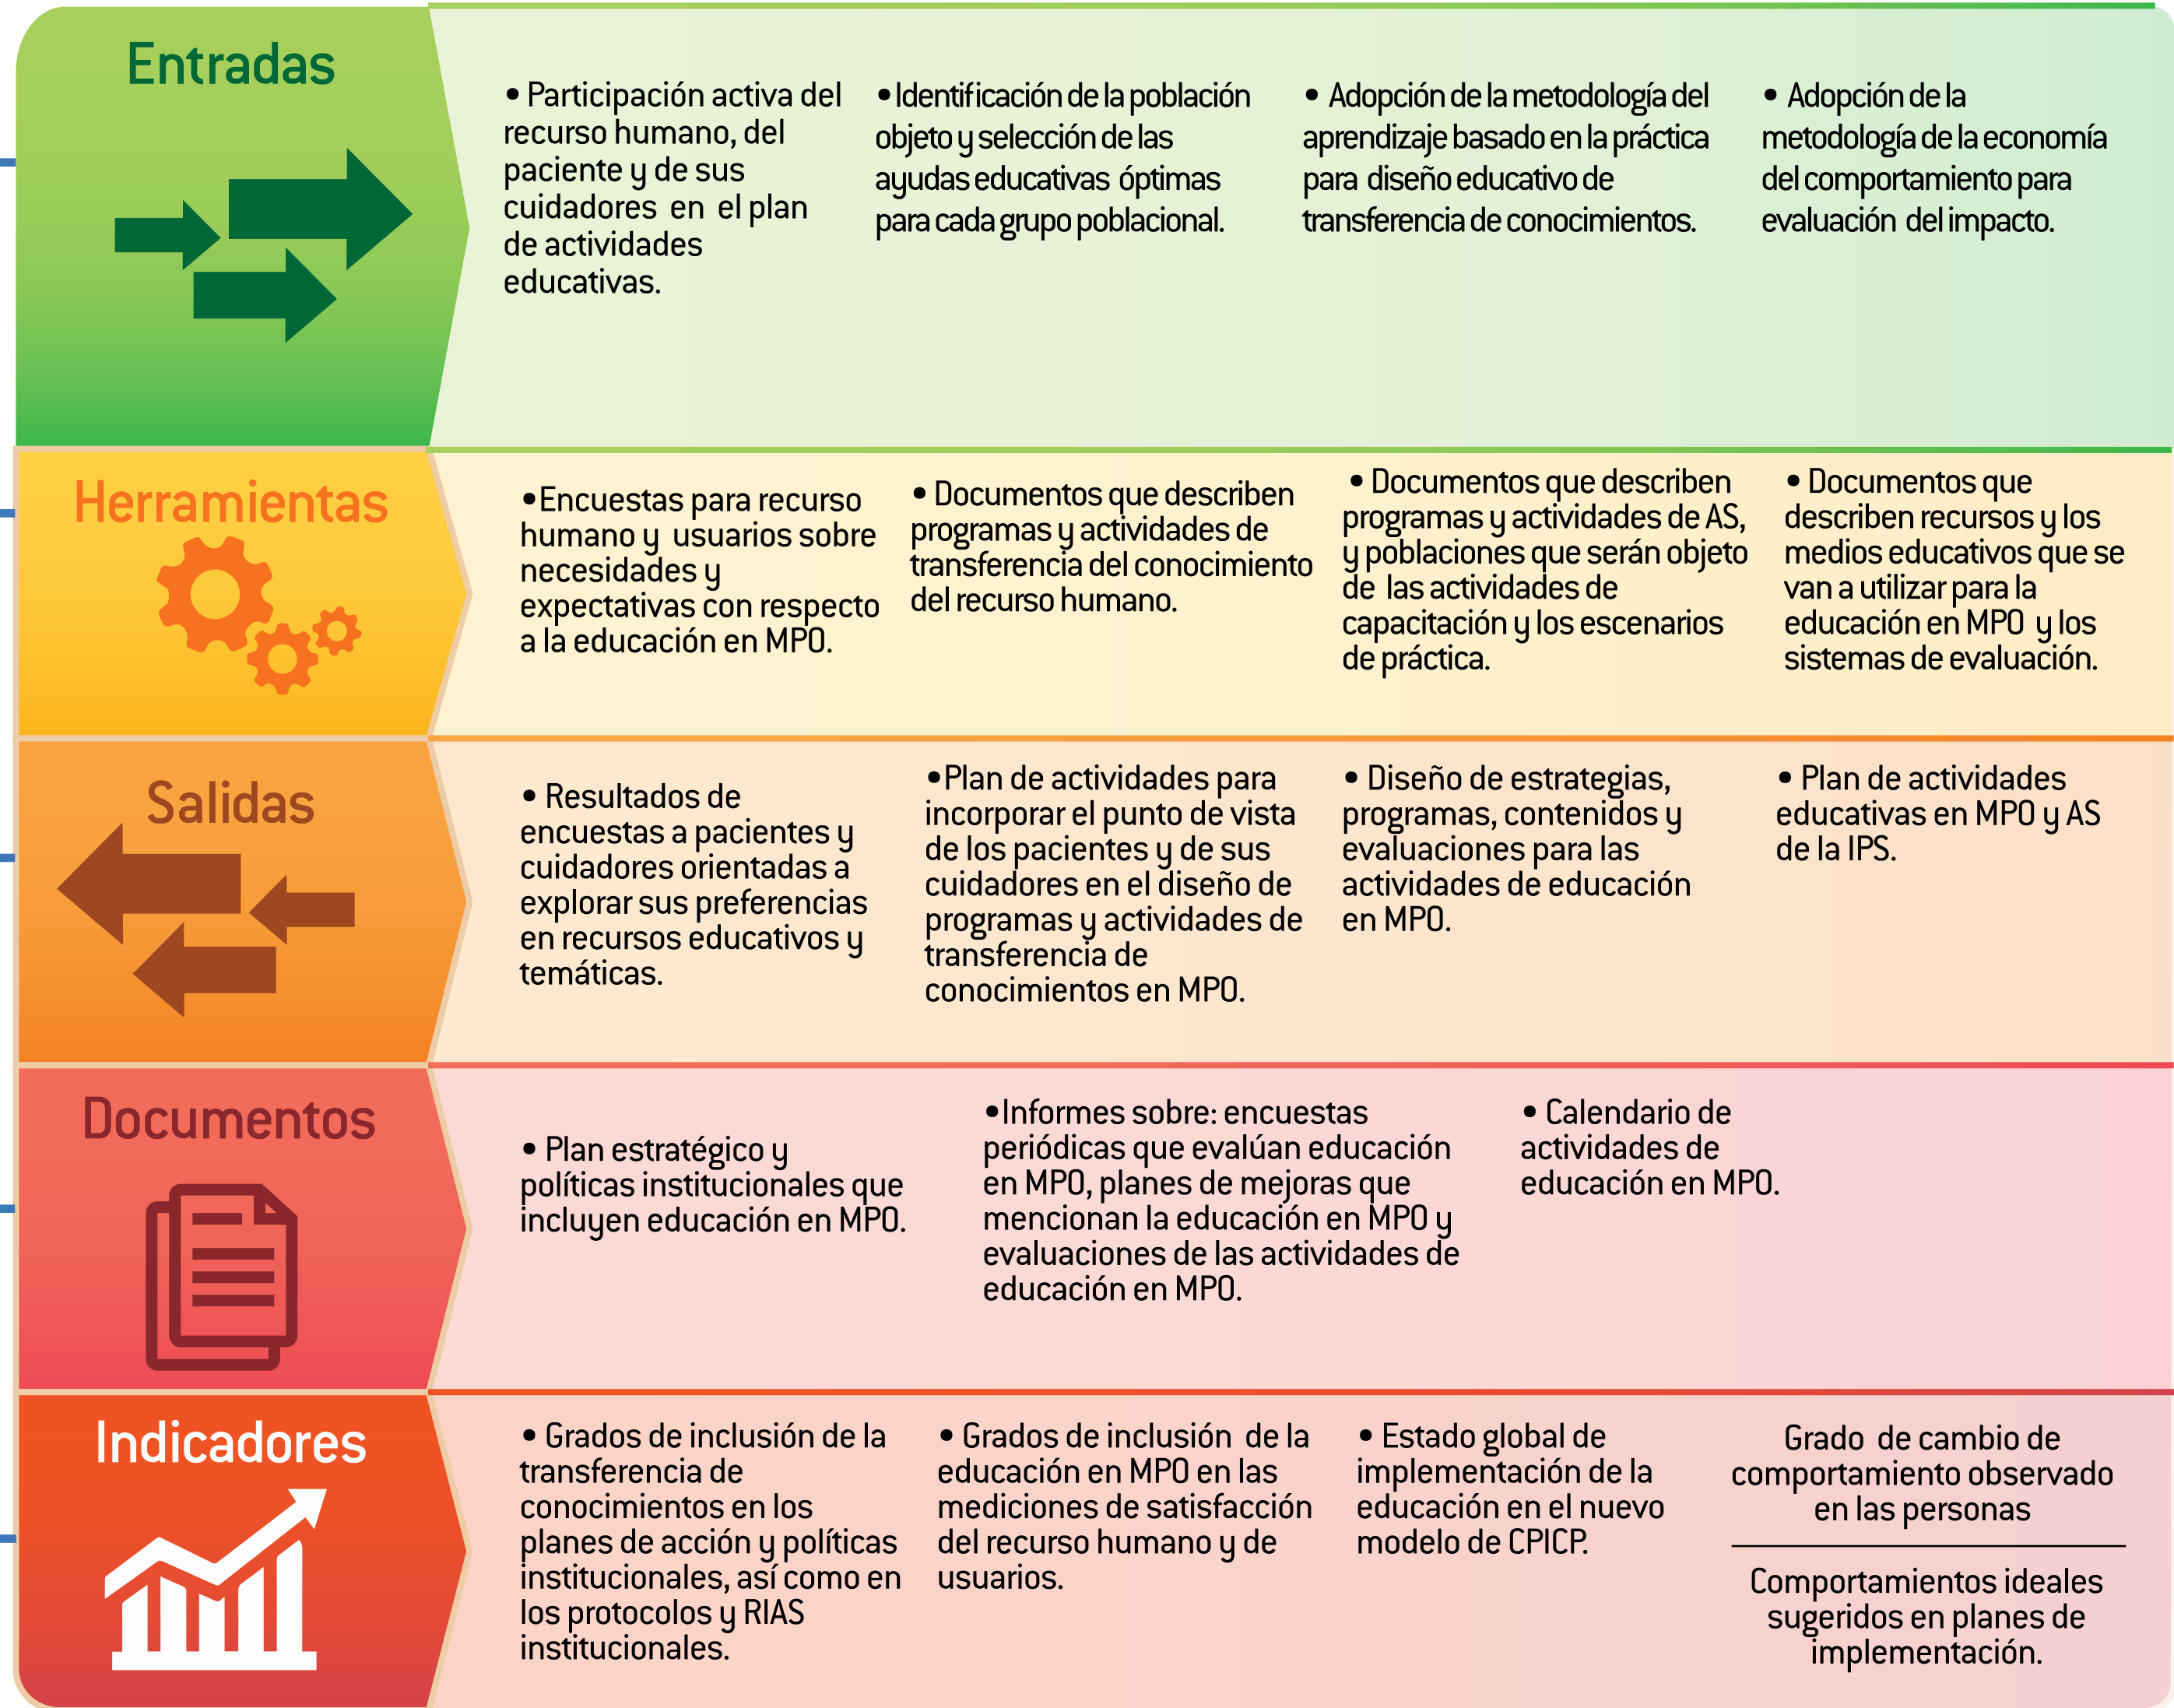 Entradas
• Participación activa del
recurso humano, del
paciente y de sus
cuidadores en el plan
de actividades
educativas.
•Identificación de la población
objeto y selección de las
ayudas educativas óptimas
para cada grupo poblacional.
• Adopción de la metodología del
aprendizaje basado en la práctica
para diseño educativo de
transferencia de conocimientos.
• Adopción de la
metodología de la economía
del comportamiento para
evaluación del impacto.
Herramientas
•Encuestas para recurso
humano y usuarios sobre
necesidades y
expectativas con respecto
a la educación en MPO.
• Documentos que describen
programas y actividades de
transferencia del conocimiento
del recurso humano.
• Documentos que describen
programas y actividades de AS,
y poblaciones que serán objeto
de las actividades de
capacitación y los escenarios
de práctica.
• Documentos que
describen recursos y los
medios educativos que se
van a utilizar para la
educación en MPO y los
sistemas de evaluación.
Salidas
• Resultados de
encuestas a pacientes y
cuidadores orientadas a
explorar sus preferencias
en recursos educativos y
temáticas.
•Plan de actividades para
incorporar el punto de vista
de los pacientes y de sus
cuidadores en el diseño de
programas y actividades de
transferencia de
conocimientos en MPO.
• Diseño de estrategias,
programas, contenidos y
evaluaciones para las
actividades de educación
en MPO.
• Plan de actividades
educativas en MPO y AS
de la IPS.
Documentos
• Plan estratégico y
políticas institucionales que
incluyen educación en MPO.
•Informes sobre: encuestas
periódicas que evalúan educación
en MPO, planes de mejoras que
mencionan la educación en MPO y
evaluaciones de las actividades de
educación en MPO.
• Calendario de
actividades de
educación en MPO.
Indicadores
• Grados de inclusión de la
transferencia de
conocimientos en los
planes de acción y políticas
institucionales, así como en
los protocolos y RIAS
institucionales.
• Grados de inclusión de la
educación en MPO en las
mediciones de satisfacción
del recurso humano y de
usuarios.
• Estado global de
implementación de la
educación en el nuevo
modelo de CPICP.
Grado de cambio de
comportamiento observado
en las personas
Comportamientos ideales
sugeridos en planes de
implementación.